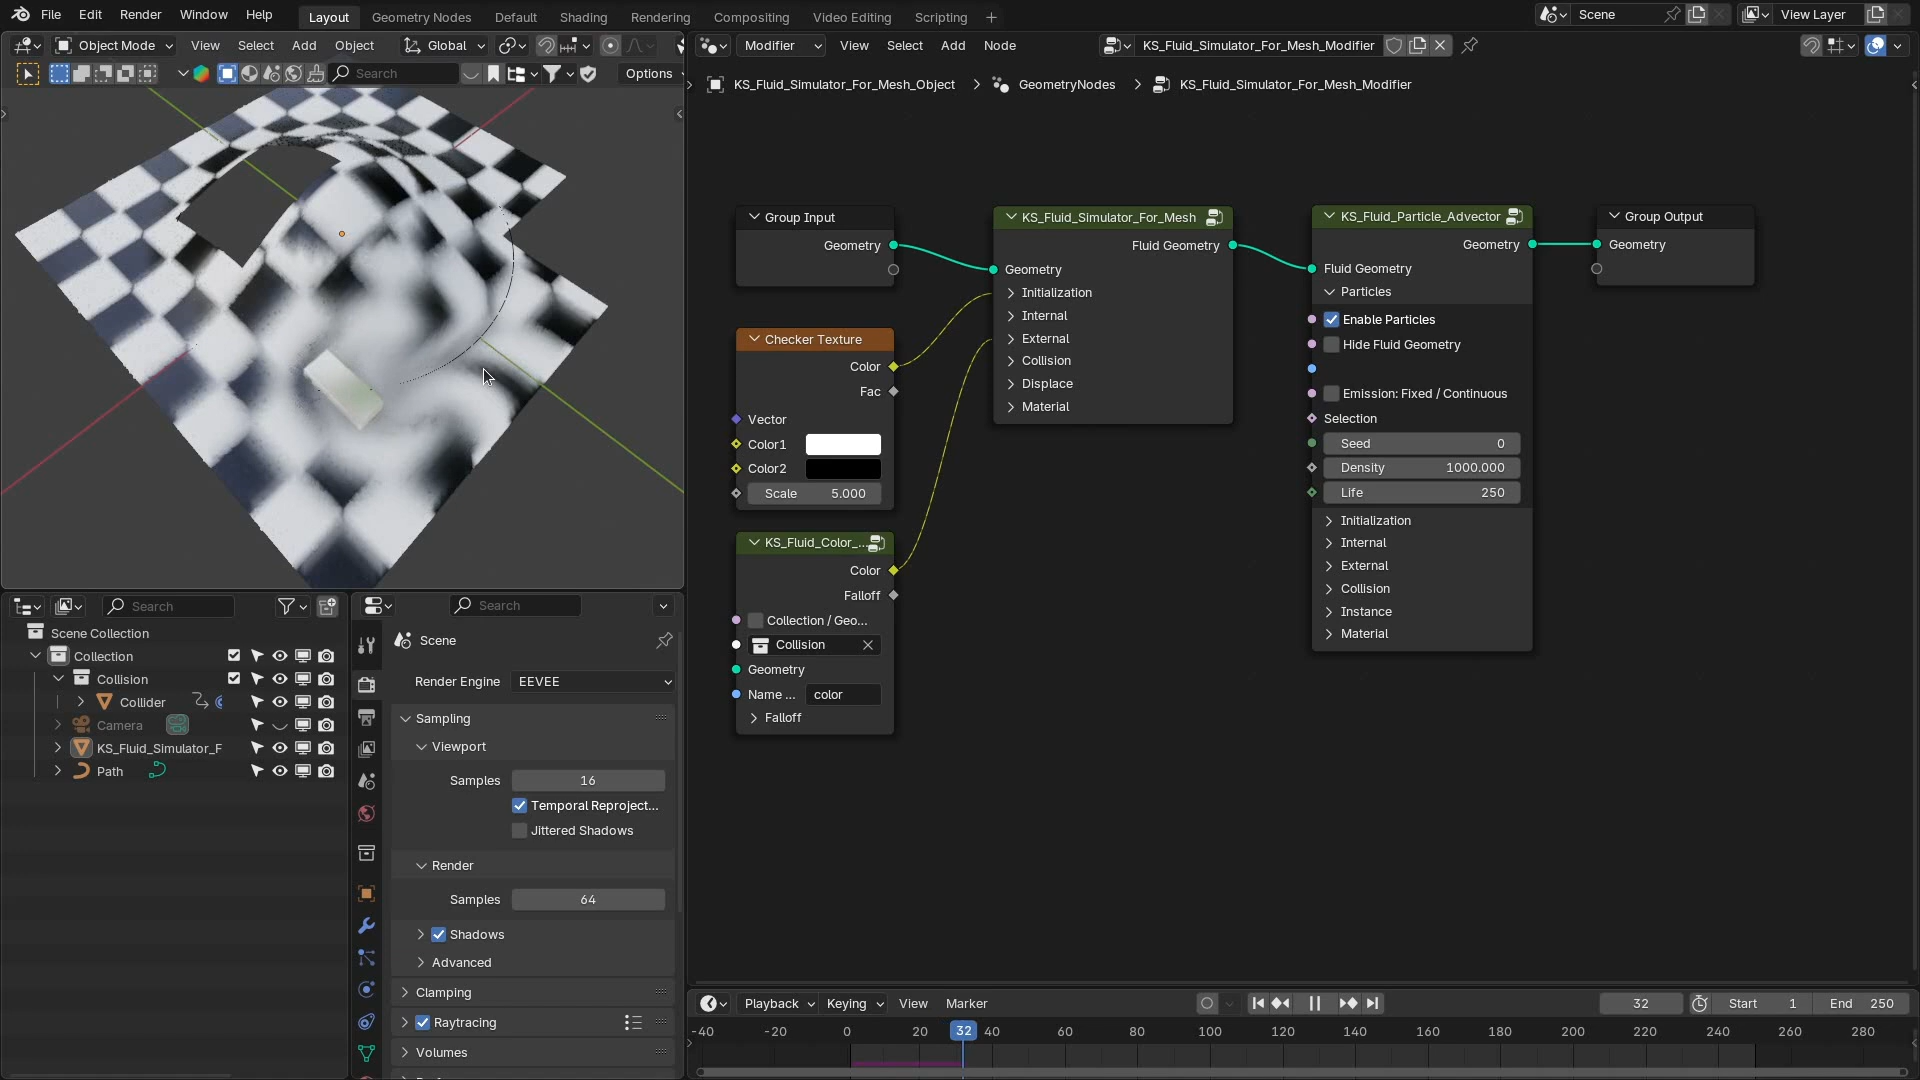 File Edit Render Window Help Layout Geometry Nodes Default Shading Rendering Compositing Video Editing Scripting Scene View Layer
Object Mode View Select Add Object Global
Search Options
Modifier View Select Add Node KS_Fluid_Simulator_For_Mesh_Modifier
KS_Fluid_Simulator_For_Mesh_Object GeometryNodes KS_Fluid_Simulator_For_Mesh_Modifier
Group Input
Geometry
Checker Texture
Color
Fac
Vector
Color1
Color2
Scale 5.000
KS_Fluid_Color_...
Color
Falloff
Collection / Geo...
Collision
Geometry
Name ... color
Falloff
KS_Fluid_Simulator_For_Mesh
Fluid Geometry
Geometry
Initialization
Internal
External
Collision
Displace
Material
KS_Fluid_Particle_Advector
Geometry
Fluid Geometry
Particles
Enable Particles
Hide Fluid Geometry
Emission: Fixed / Continuous
Selection
Seed 0
Density 1000.000
Life 250
Initialization
Internal
External
Collision
Instance
Material
Group Output
Geometry
Search
Scene Collection
Collection
Collision
Collider
Camera
KS_Fluid_Simulator_F
Path
Search
Scene
Render Engine EEVEE
Sampling
Viewport
Samples 16
Temporal Reproject...
Jittered Shadows
Render
Samples 64
Shadows
Advanced
Clamping
Raytracing
Volumes
Playback Keying View Marker 32 Start 1 End 250
-40 -20 0 20 32 40 60 80 100 120 140 160 180 200 220 240 260 280